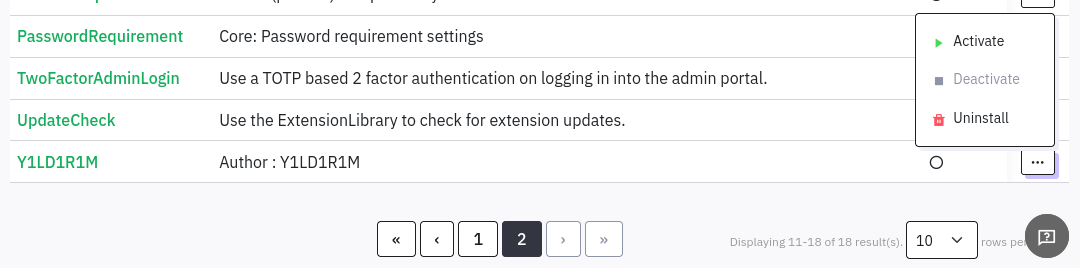 PasswordRequirement Core: Password requirement settings
Activate
TwoFactorAdminLogin Use a TOTP based 2 factor authentication on logging in into the admin portal.
Deactivate
UpdateCheck Use the ExtensionLibrary to check for extension updates.
Uninstall
Y1LD1R1M Author : Y1LD1R1M ...
« ‹ 1 2 › » Displaying 11-18 of 18 result(s). 10 rows